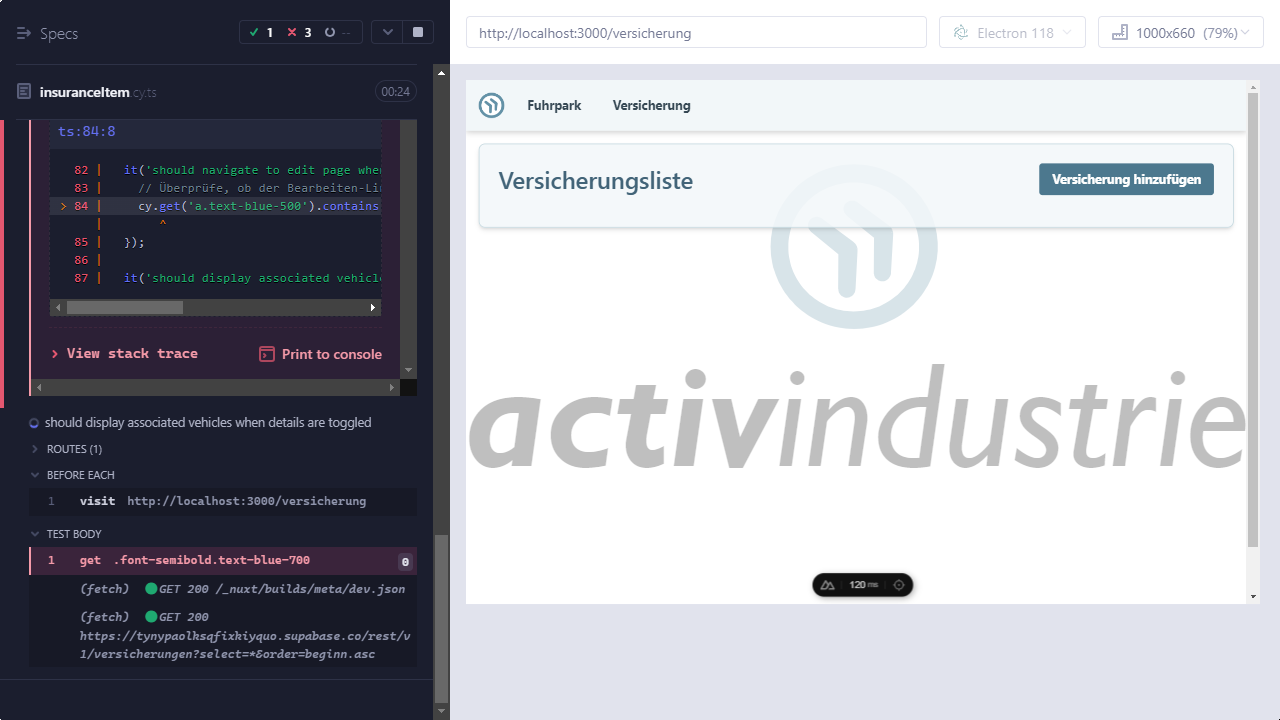 Specs
1
3
--
insuranceItem.cy.ts
00:24
ts:84:8
82 | it('should navigate to edit page whe
83 | // Überprüfe, ob der Bearbeiten-Li
> 84 | cy.get('a.text-blue-500').contains
| ^
85 | });
86 |
87 | it('should display associated vehicl
View stack trace
Print to console
should display associated vehicles when details are toggled
ROUTES (1)
BEFORE EACH
1 visit http://localhost:3000/versicherung
TEST BODY
1 get .font-semibold.text-blue-700 0
(fetch) GET 200 /_nuxt/builds/meta/dev.json
(fetch) GET 200
https://tynypaolksqfixkiyquo.supabase.co/rest/v
1/versicherungen?select=*&order=beginn.asc
http://localhost:3000/versicherung
Electron 118
1000x660 (79%)
Fuhrpark
Versicherung
Versicherungsliste
Versicherung hinzufügen
activindustrie
120 ms